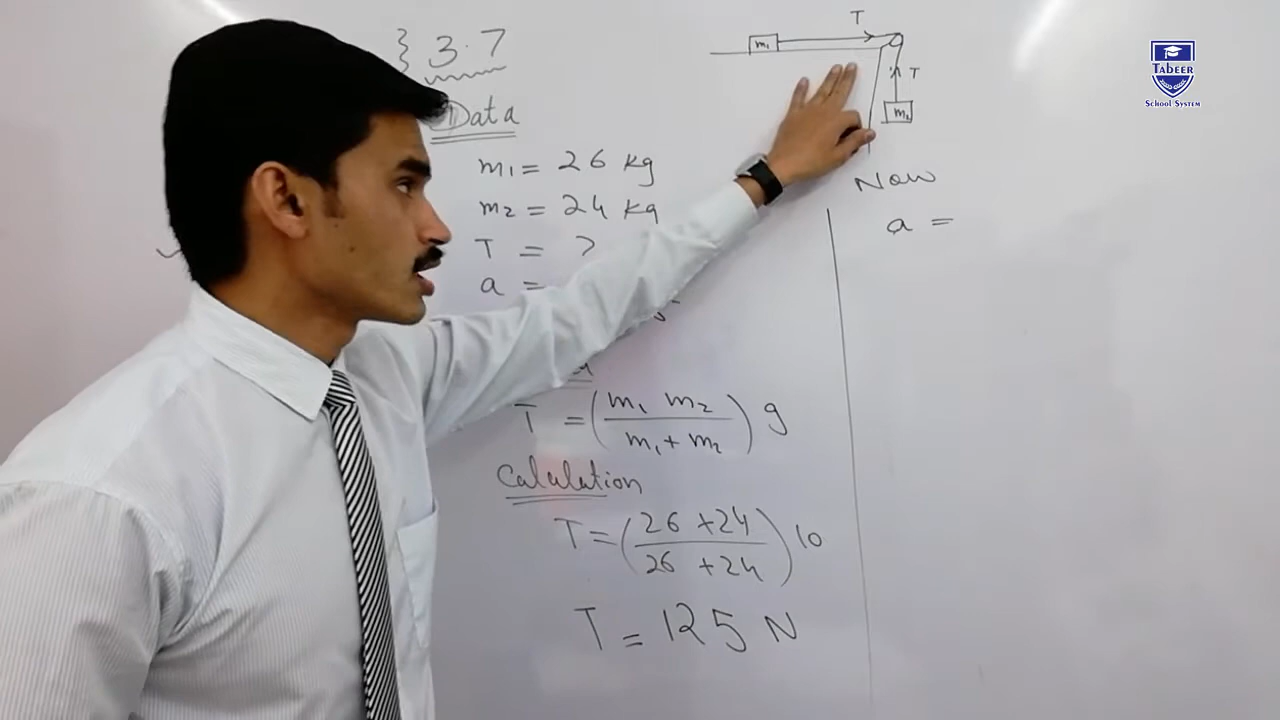 } 3.7
Data
m₁ = 26 kg
m₂ = 24 kg
T = ?
a =
T = (m₁ m₂ / m₁ + m₂) g
Calculation
T = (26 + 24 / 26 + 24) 10
T = 125 N
T
m₁
T
m₂
Now
a =
TABEER
SCHOOL SYSTEM